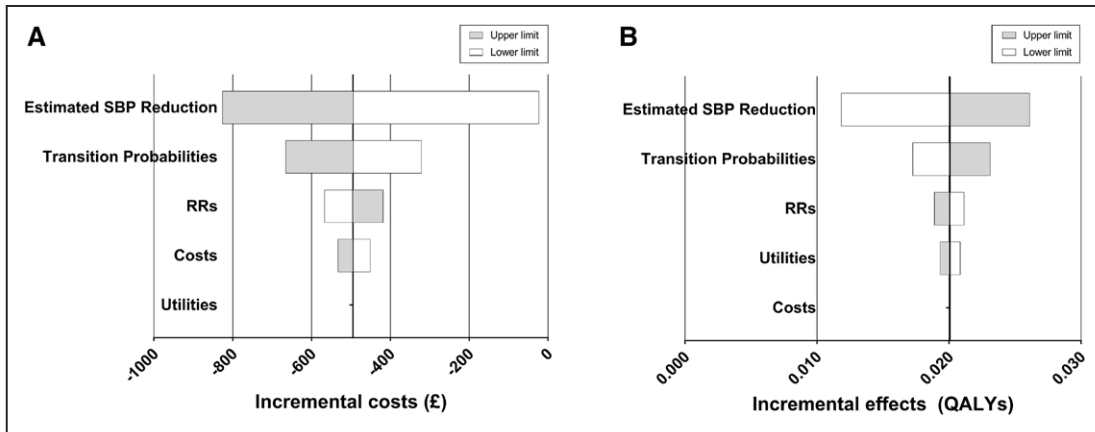 A
Upper limit
Lower limit
Estimated SBP Reduction
Transition Probabilities
RRs
Costs
Utilities
-1000
-800
-600
-400
-200
0
Incremental costs (£)
B
Upper limit
Lower limit
Estimated SBP Reduction
Transition Probabilities
RRs
Utilities
Costs
0.000
0.010
0.020
0.030
Incremental effects (QALYs)